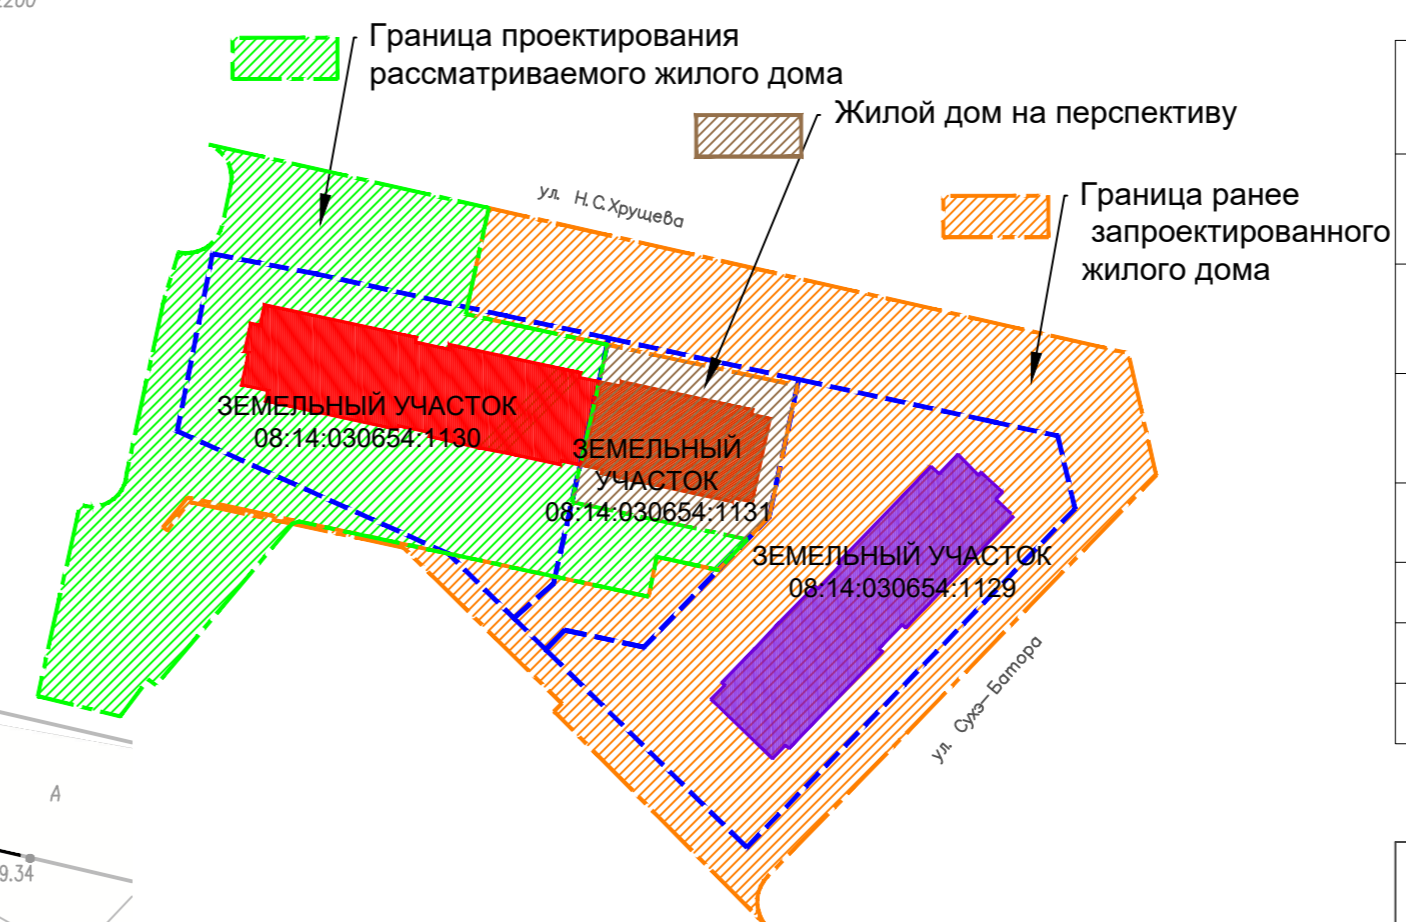 Граница проектирования
рассматриваемого жилого дома
Жилой дом на перспективу
Граница ранее
запроектированного
жилого дома
ул. Н.С.Хрущева
ЗЕМЕЛЬНЫЙ УЧАСТОК
08:14:030654:1130
ЗЕМЕЛЬНЫЙ
УЧАСТОК
08:14:030654:1131
ЗЕМЕЛЬНЫЙ УЧАСТОК
08:14:030654:1129
ул. Сухэ-Батора
А
9.34